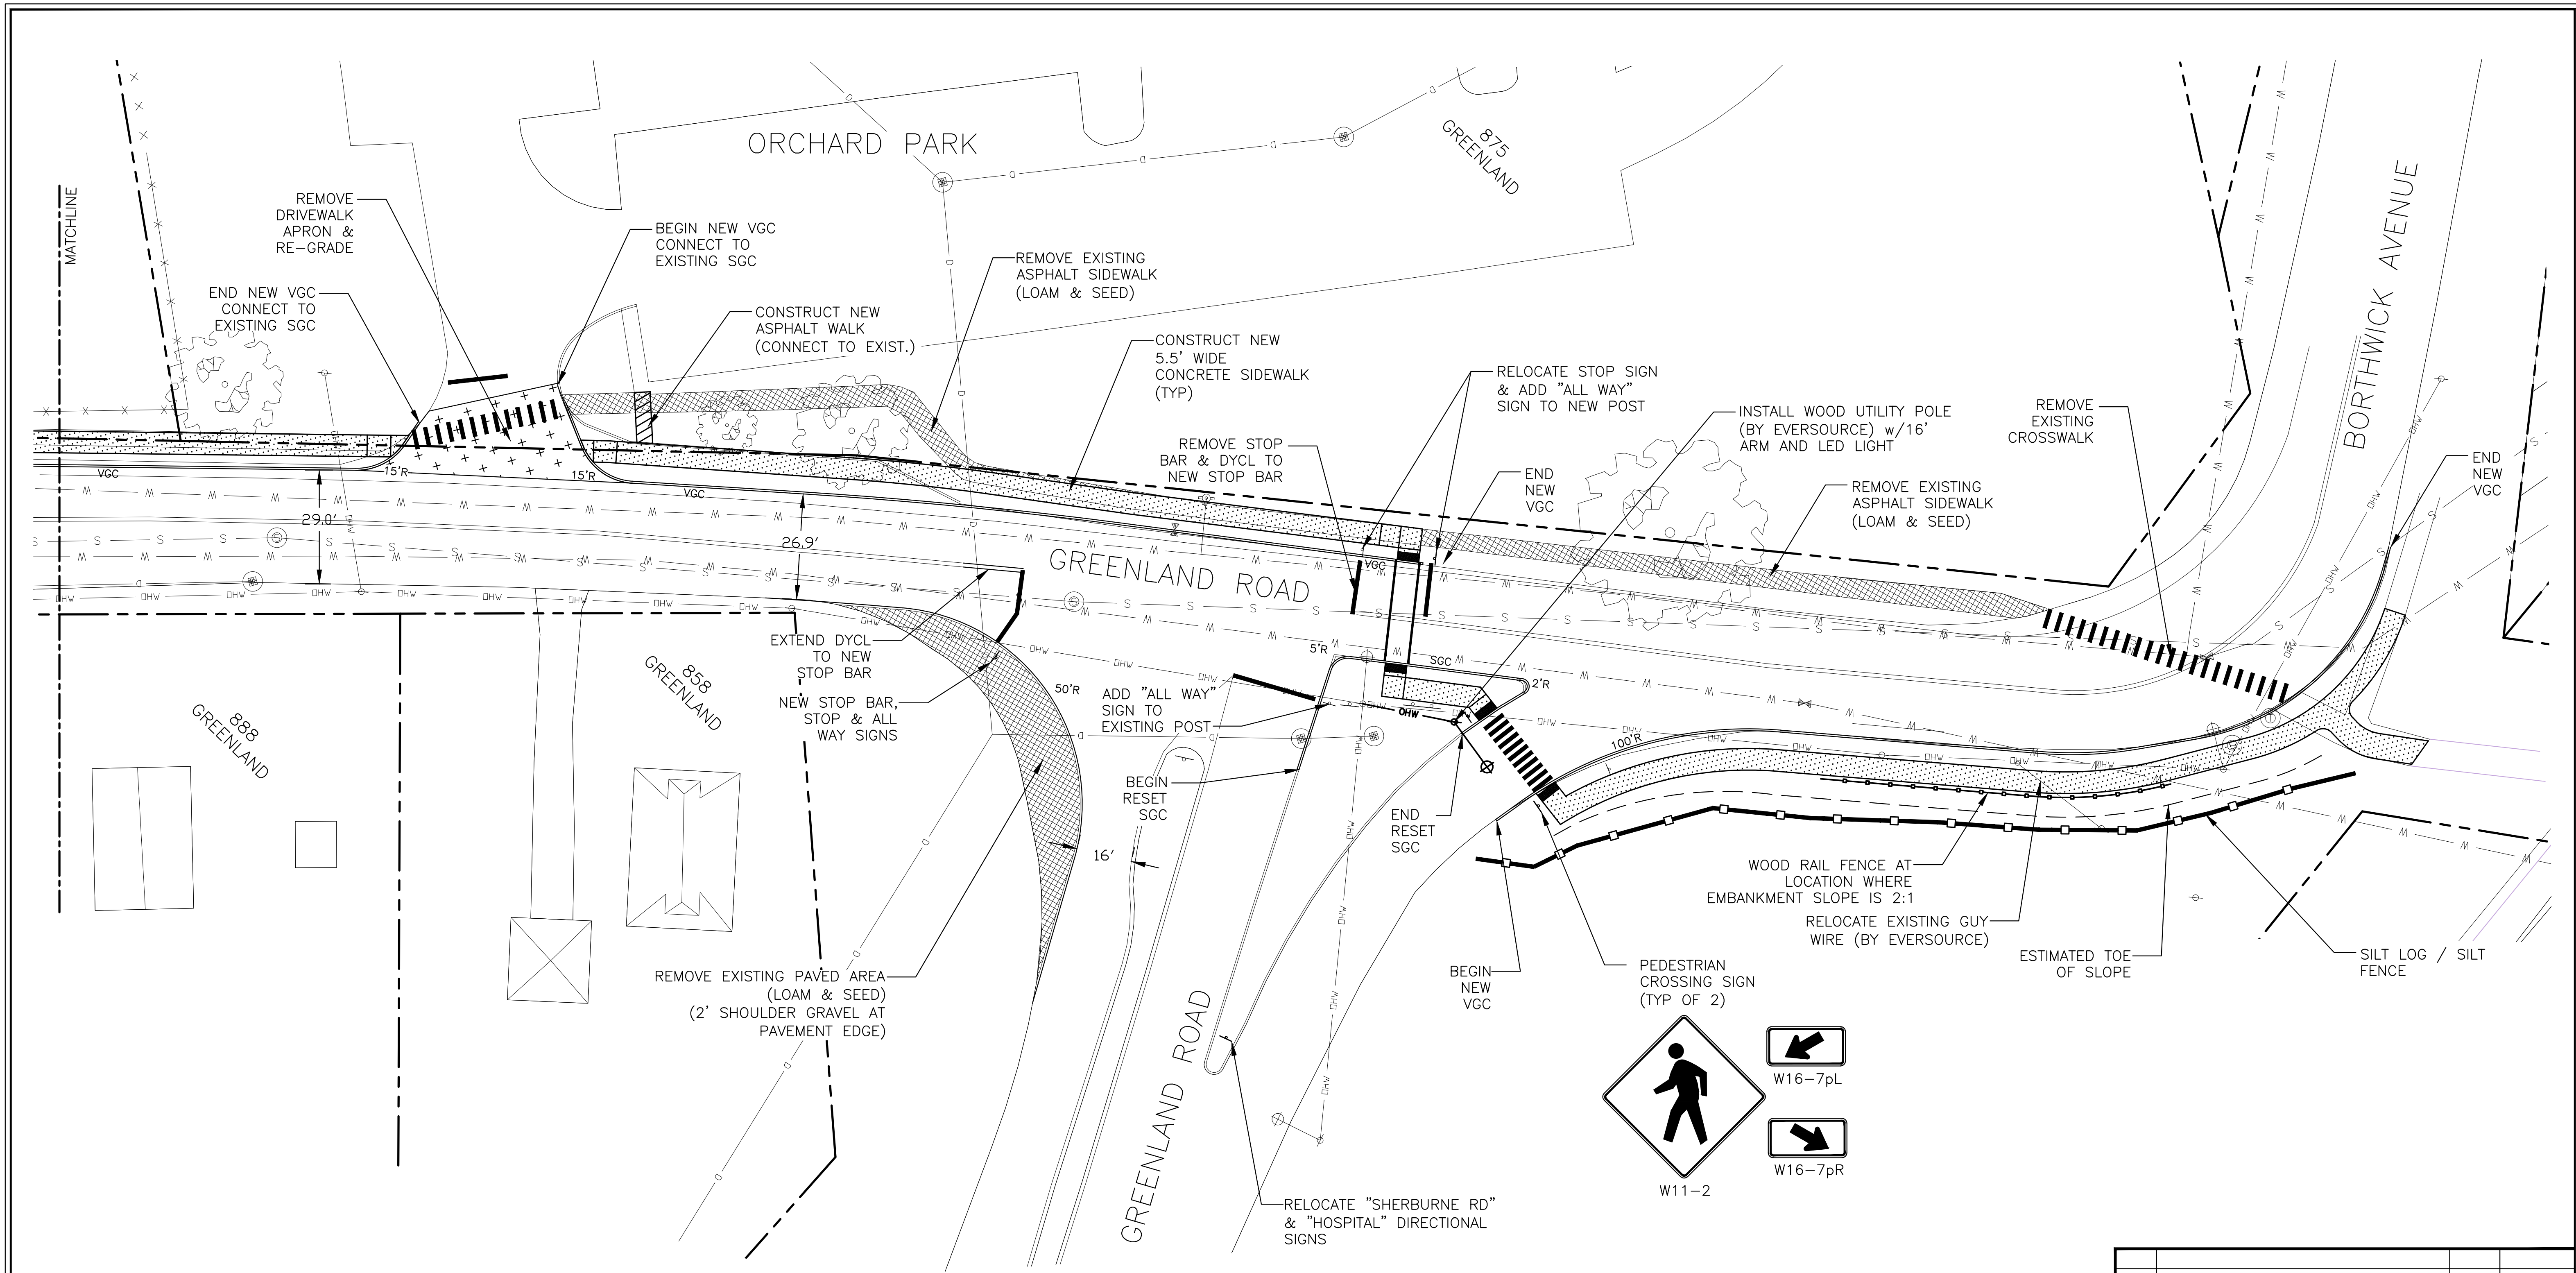 MATCHLINE
ORCHARD PARK
875
GREENLAND
BORTHWICK AVENUE
REMOVE
DRIVEWALK
APRON &
RE-GRADE
BEGIN NEW VGC
CONNECT TO
EXISTING SGC
REMOVE EXISTING
ASPHALT SIDEWALK
(LOAM & SEED)
END NEW VGC
CONNECT TO
EXISTING SGC
CONSTRUCT NEW
ASPHALT WALK
(CONNECT TO EXIST.)
CONSTRUCT NEW
5.5' WIDE
CONCRETE SIDEWALK
(TYP)
RELOCATE STOP SIGN
& ADD "ALL WAY"
SIGN TO NEW POST
INSTALL WOOD UTILITY POLE
(BY EVERSOURCE) w/16'
ARM AND LED LIGHT
REMOVE
EXISTING
CROSSWALK
REMOVE STOP
BAR & DYCL TO
NEW STOP BAR
END
NEW
VGC
REMOVE EXISTING
ASPHALT SIDEWALK
(LOAM & SEED)
END
NEW
VGC
VGC
15'R
15'R
VGC
29.0'
26.9'
GREENLAND ROAD
VGC
EXTEND DYCL
TO NEW
STOP BAR
NEW STOP BAR,
STOP & ALL
WAY SIGNS
50'R
ADD "ALL WAY"
SIGN TO
EXISTING POST
5'R
SGC
2'R
OHW
100'R
888
GREENLAND
858
GREENLAND
BEGIN
RESET
SGC
END
RESET
SGC
16'
WOOD RAIL FENCE AT
LOCATION WHERE
EMBANKMENT SLOPE IS 2:1
RELOCATE EXISTING GUY
WIRE (BY EVERSOURCE)
ESTIMATED TOE
OF SLOPE
SILT LOG / SILT
FENCE
REMOVE EXISTING PAVED AREA
(LOAM & SEED)
(2' SHOULDER GRAVEL AT
PAVEMENT EDGE)
BEGIN
NEW
VGC
PEDESTRIAN
CROSSING SIGN
(TYP OF 2)
GREENLAND ROAD
W16-7pL
W16-7pR
W11-2
RELOCATE "SHERBURNE RD"
& "HOSPITAL" DIRECTIONAL
SIGNS